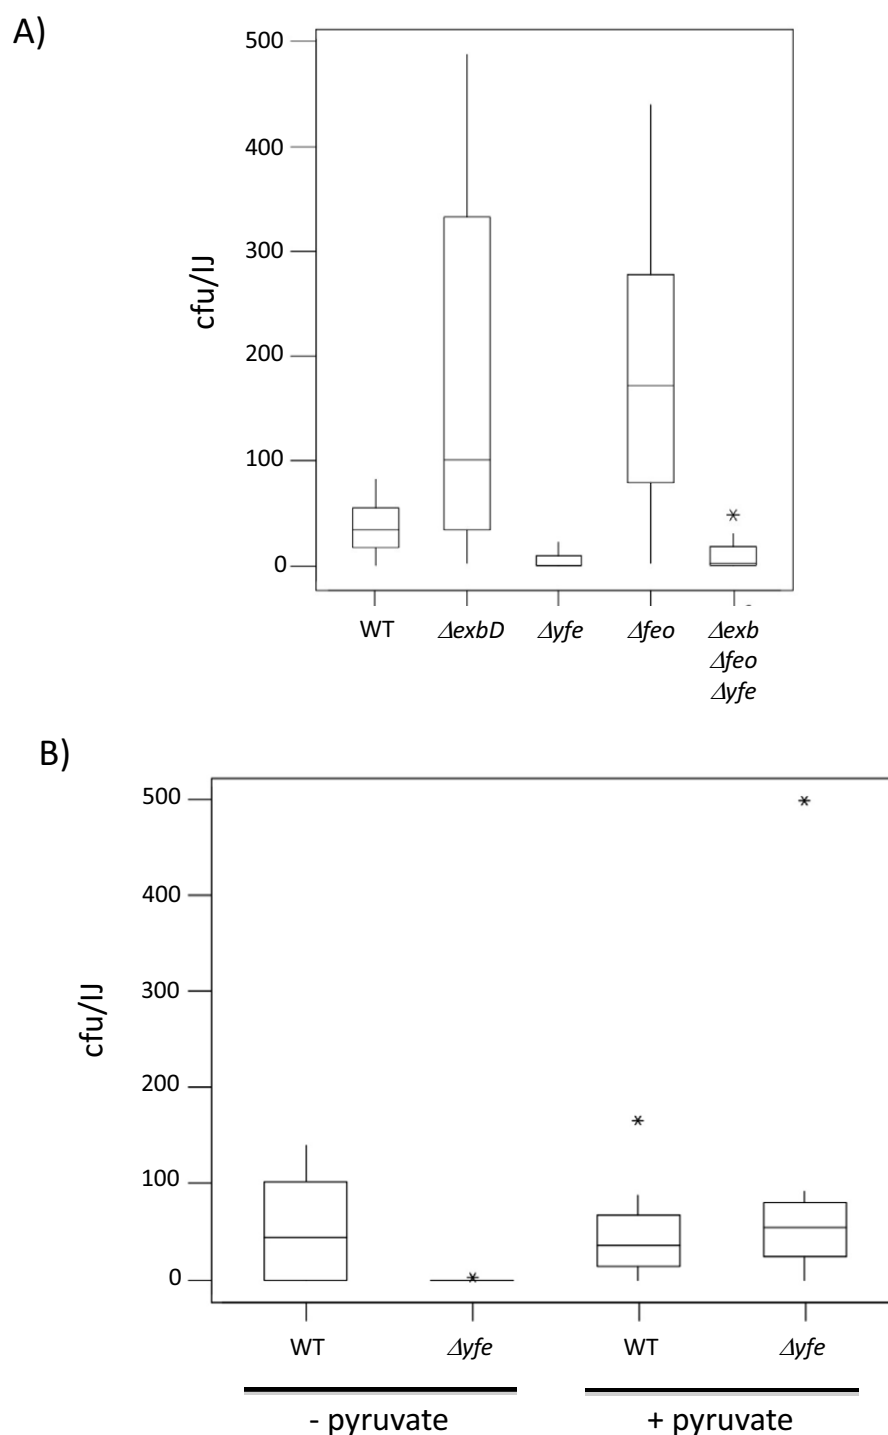 A)
500
400
300
200
100
0
cfu/IJ
*
WT ΔexbD Δyfe Δfeo Δexb
Δfeo
Δyfe
B)
500
400
300
200
100
0
cfu/IJ
*
*
*
WT Δyfe WT Δyfe
- pyruvate + pyruvate